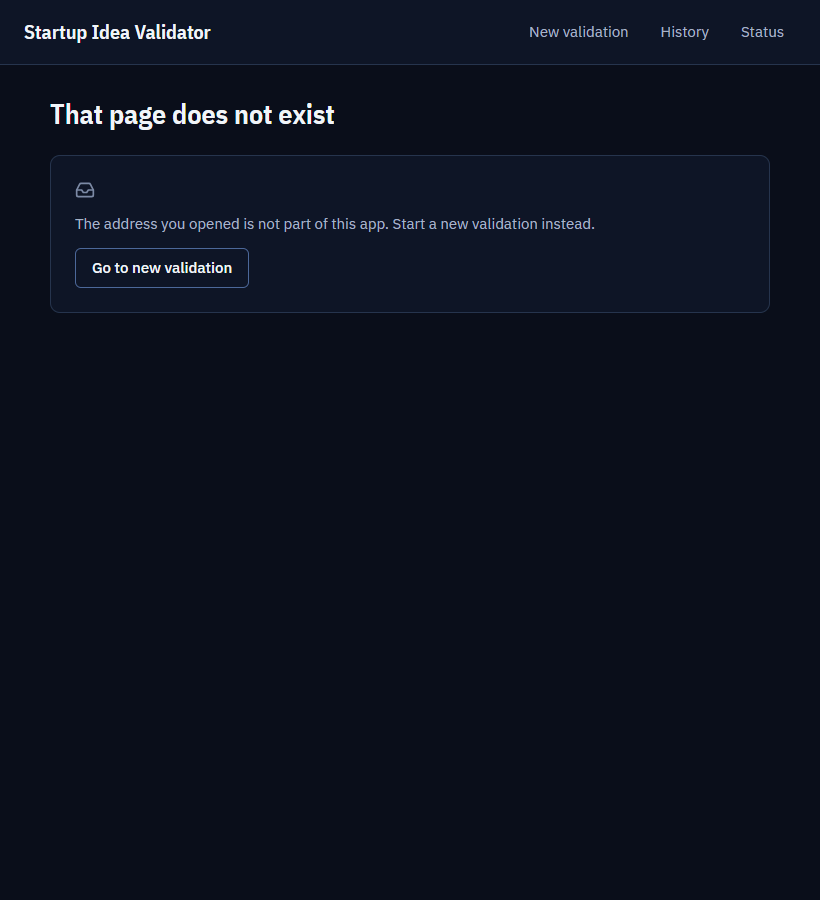 Startup Idea Validator
New validation
History
Status
That page does not exist
The address you opened is not part of this app. Start a new validation instead.
Go to new validation